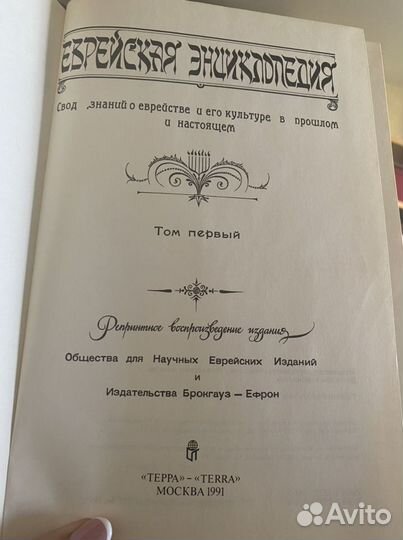 ЕВРЕЙСКАЯ ЭНЦИКЛОПЕДИЯ
Свод знаний о еврействе и его культуре в прошлом
и настоящем
Том первый
Репринтное воспроизведение издания
Общества для Научных Еврейских Изданий
и
Издательства Брокгауз — Ефрон
«ТЕРРА» – «TERRA»
МОСКВА 1991
Avito